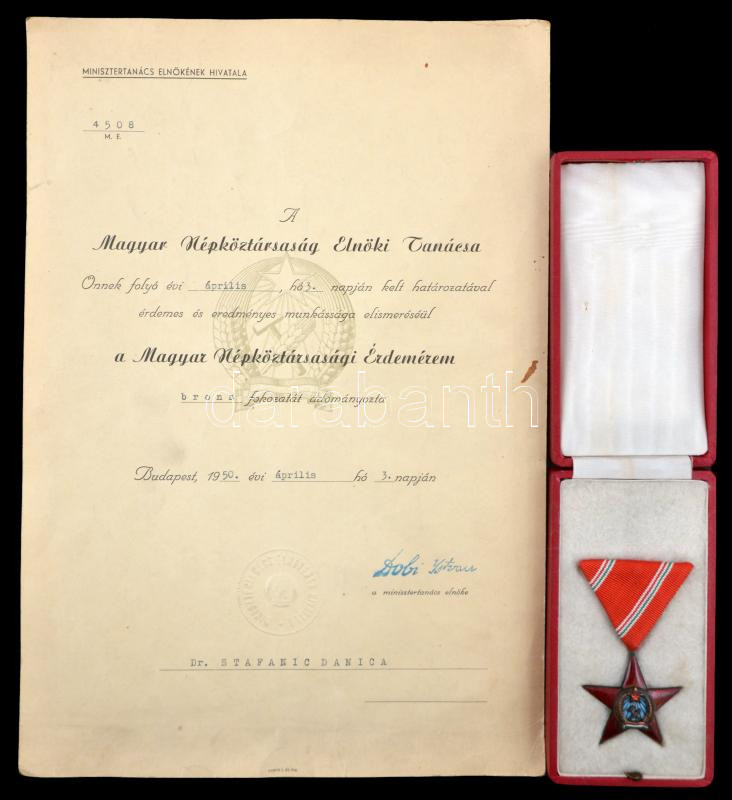 MINISZTERTANÁCS ELNÖKÉNEK HIVATALA
4508
M. E.
A
Magyar Népköztársaság Elnöki Tanácsa
Önnek folyó évi április, hó 3. napján kelt határozatával
érdemes és eredményes munkássága elismeréséül
a Magyar Népköztársasági Érdemérem
bronz fokozatát adományozta
darabanth
Budapest, 1950. évi április hó 3. napján
Dobi István
a minisztertanács elnöke
Dr. STAFANIC DANICA